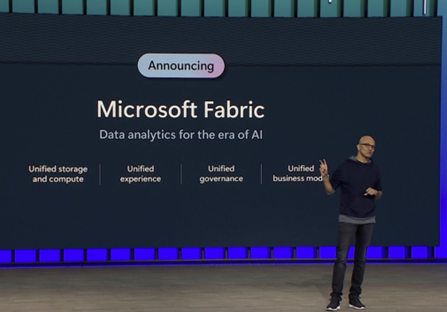 Announcing
Microsoft Fabric
Data analytics for the era of AI
Unified storage
and compute
Unified
experience
Unified
governance
Unified
business mod